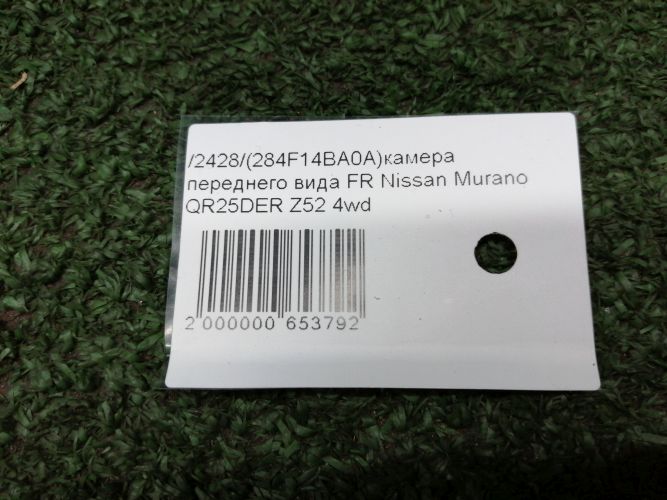 /2428/(284F14BA0A)камера
переднего вида FR Nissan Murano
QR25DER Z52 4wd
2 000000 653792